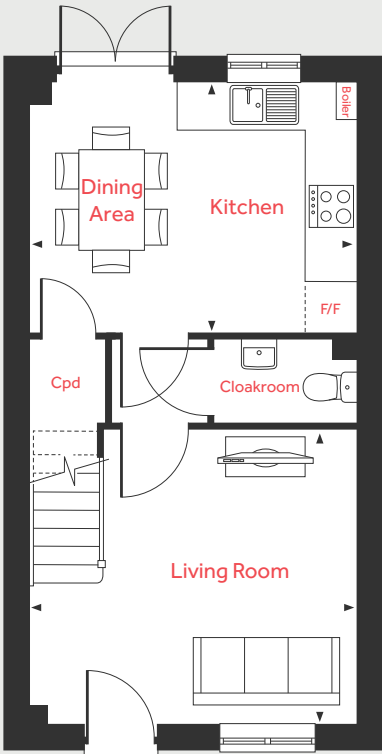 Boiler
Dining
Area
Kitchen
F/F
Cpd
Cloakroom
Living Room